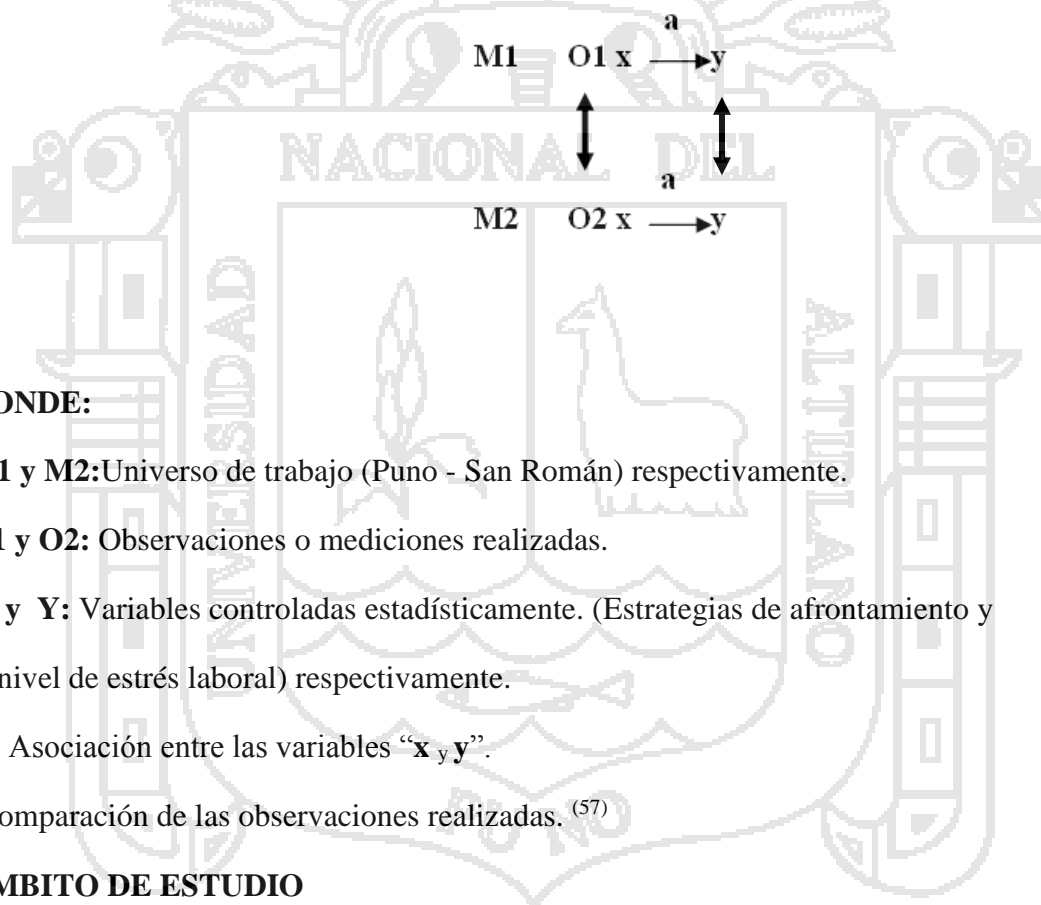 a
M1 O1 x y
NACIONAL DEL
a
M2 O2 x y
UNIVERSIDAD
ALTIPLANO
ONDE:
1 y M2:Universo de trabajo (Puno - San Román) respectivamente.
1 y O2: Observaciones o mediciones realizadas.
y Y: Variables controladas estadísticamente. (Estrategias de afrontamiento y
nivel de estrés laboral) respectivamente.
Asociación entre las variables “x y y”.
omparación de las observaciones realizadas. (57)
PUNO
MBITO DE ESTUDIO